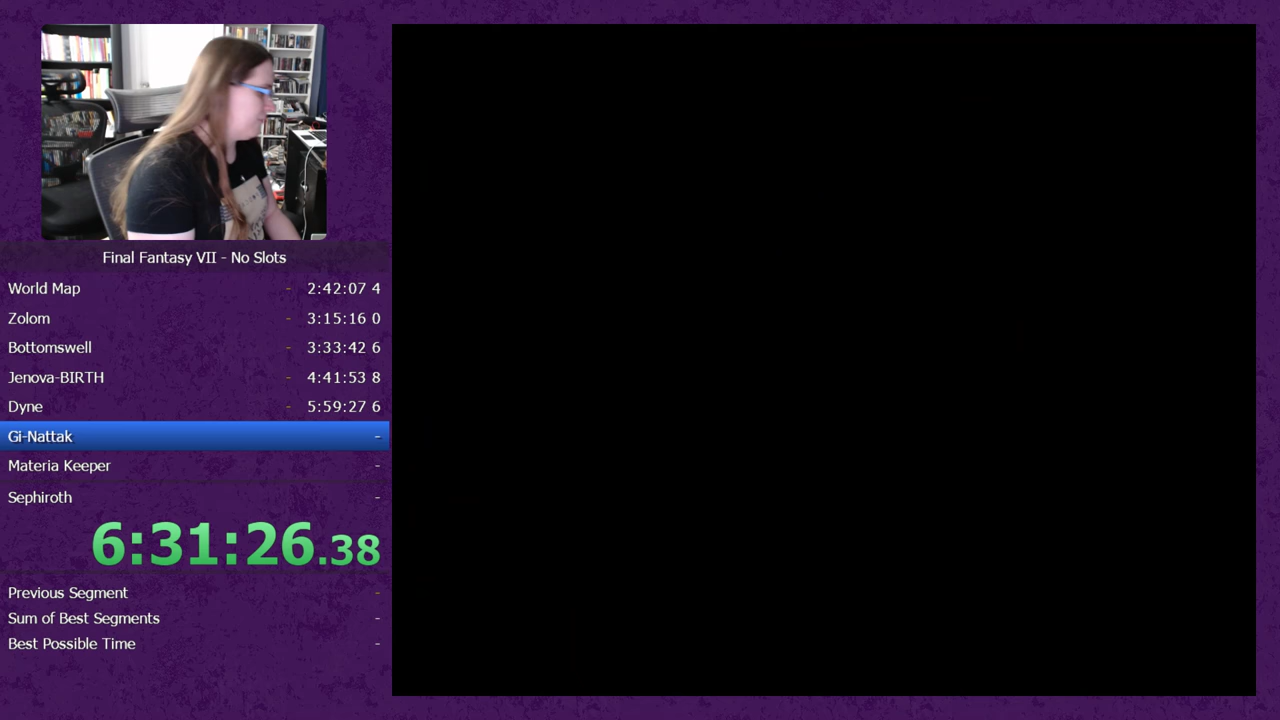 Final Fantasy VII - No Slots
World Map - 2:42:07 4
Zolom - 3:15:16 0
Bottomswell - 3:33:42 6
Jenova-BIRTH - 4:41:53 8
Dyne - 5:59:27 6
Gi-Nattak -
Materia Keeper -
Sephiroth -
6:31:26.38
Previous Segment -
Sum of Best Segments -
Best Possible Time -